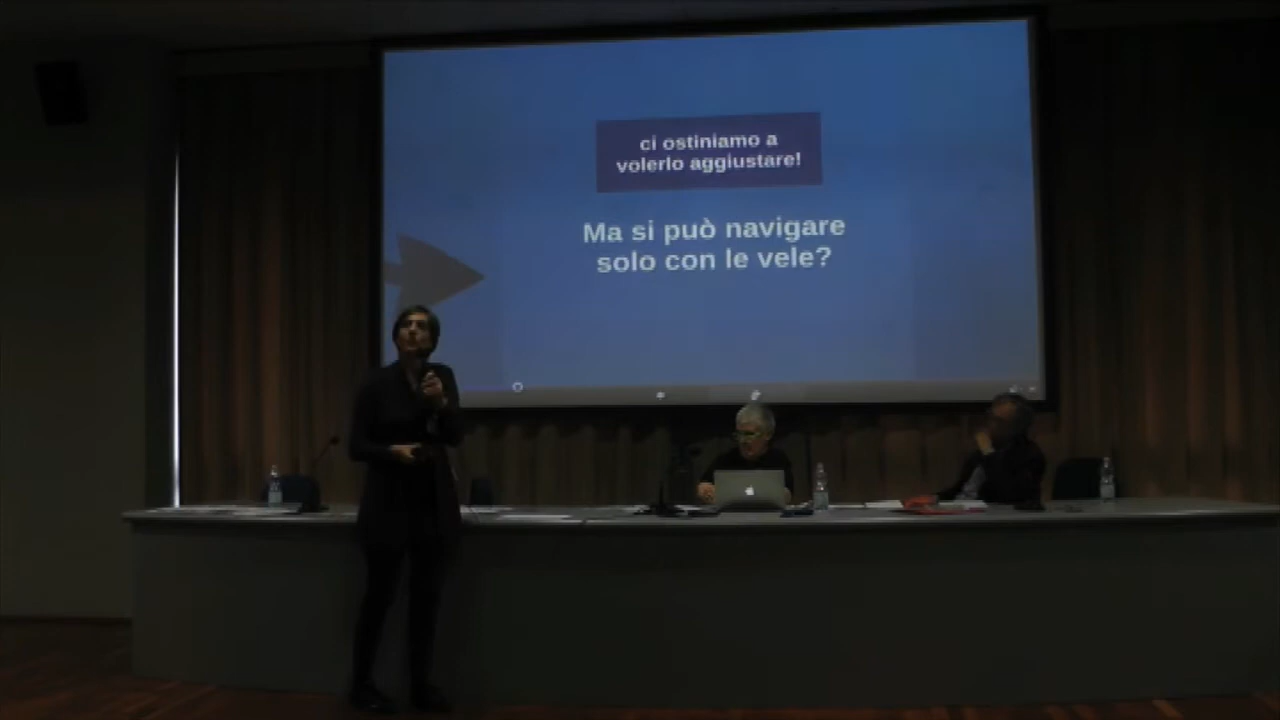 ci ostiniamo a
volerlo aggiustare!
Ma si può navigare
solo con le vele?